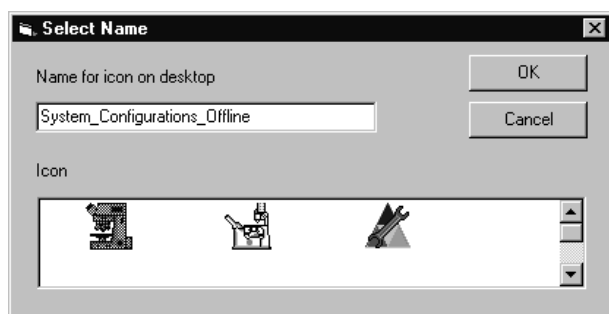 Select Name
Name for icon on desktop
OK
System_Configurations_Offline
Cancel
Icon